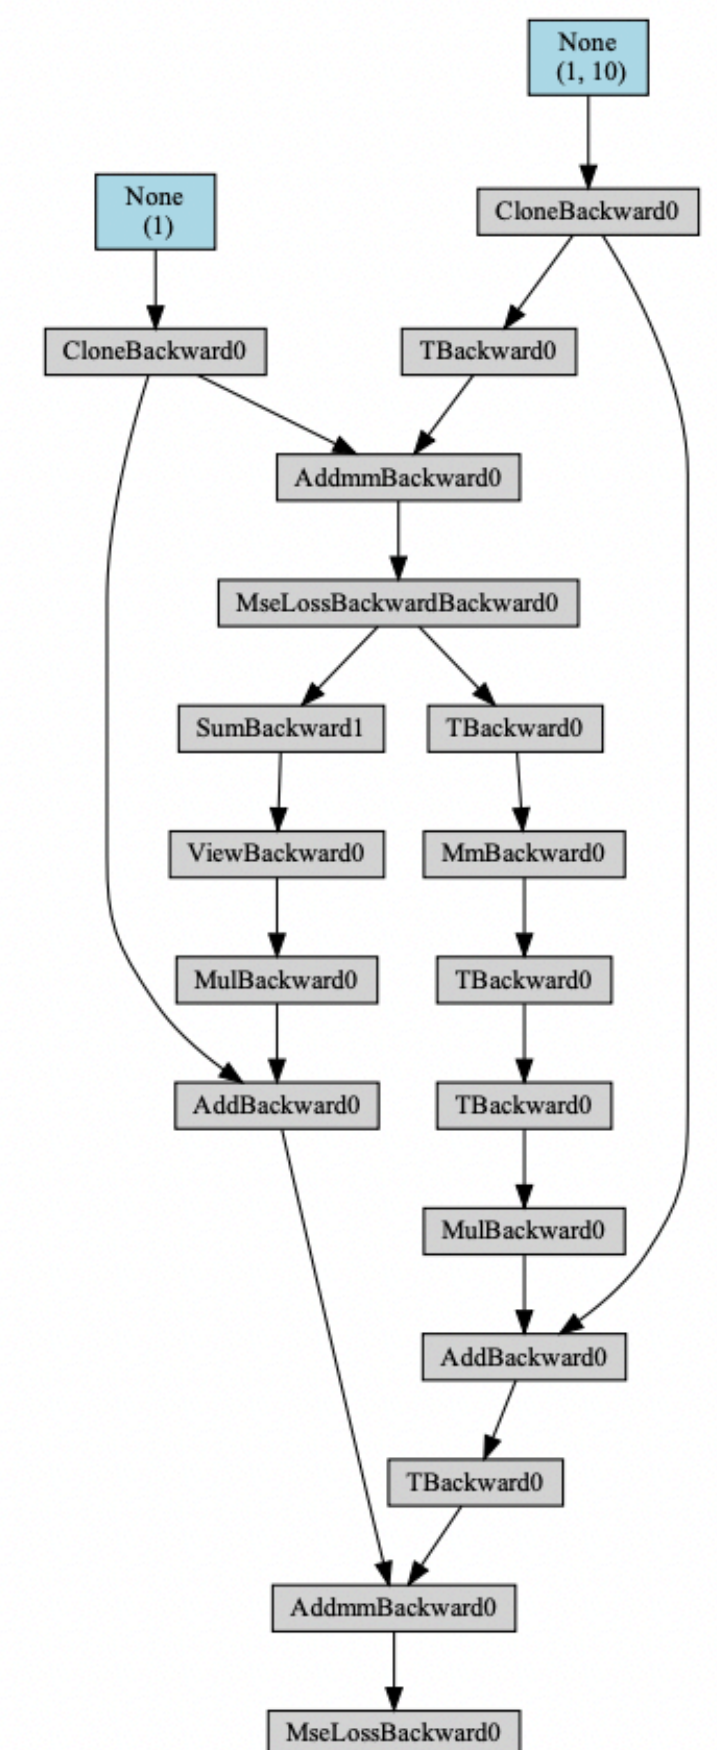 None
(1, 10)
CloneBackward0
None
(1)
CloneBackward0
TBackward0
AddmmBackward0
MseLossBackwardBackward0
SumBackward1
TBackward0
ViewBackward0
MmBackward0
MulBackward0
TBackward0
AddBackward0
TBackward0
MulBackward0
AddBackward0
TBackward0
AddmmBackward0
MseLossBackward0